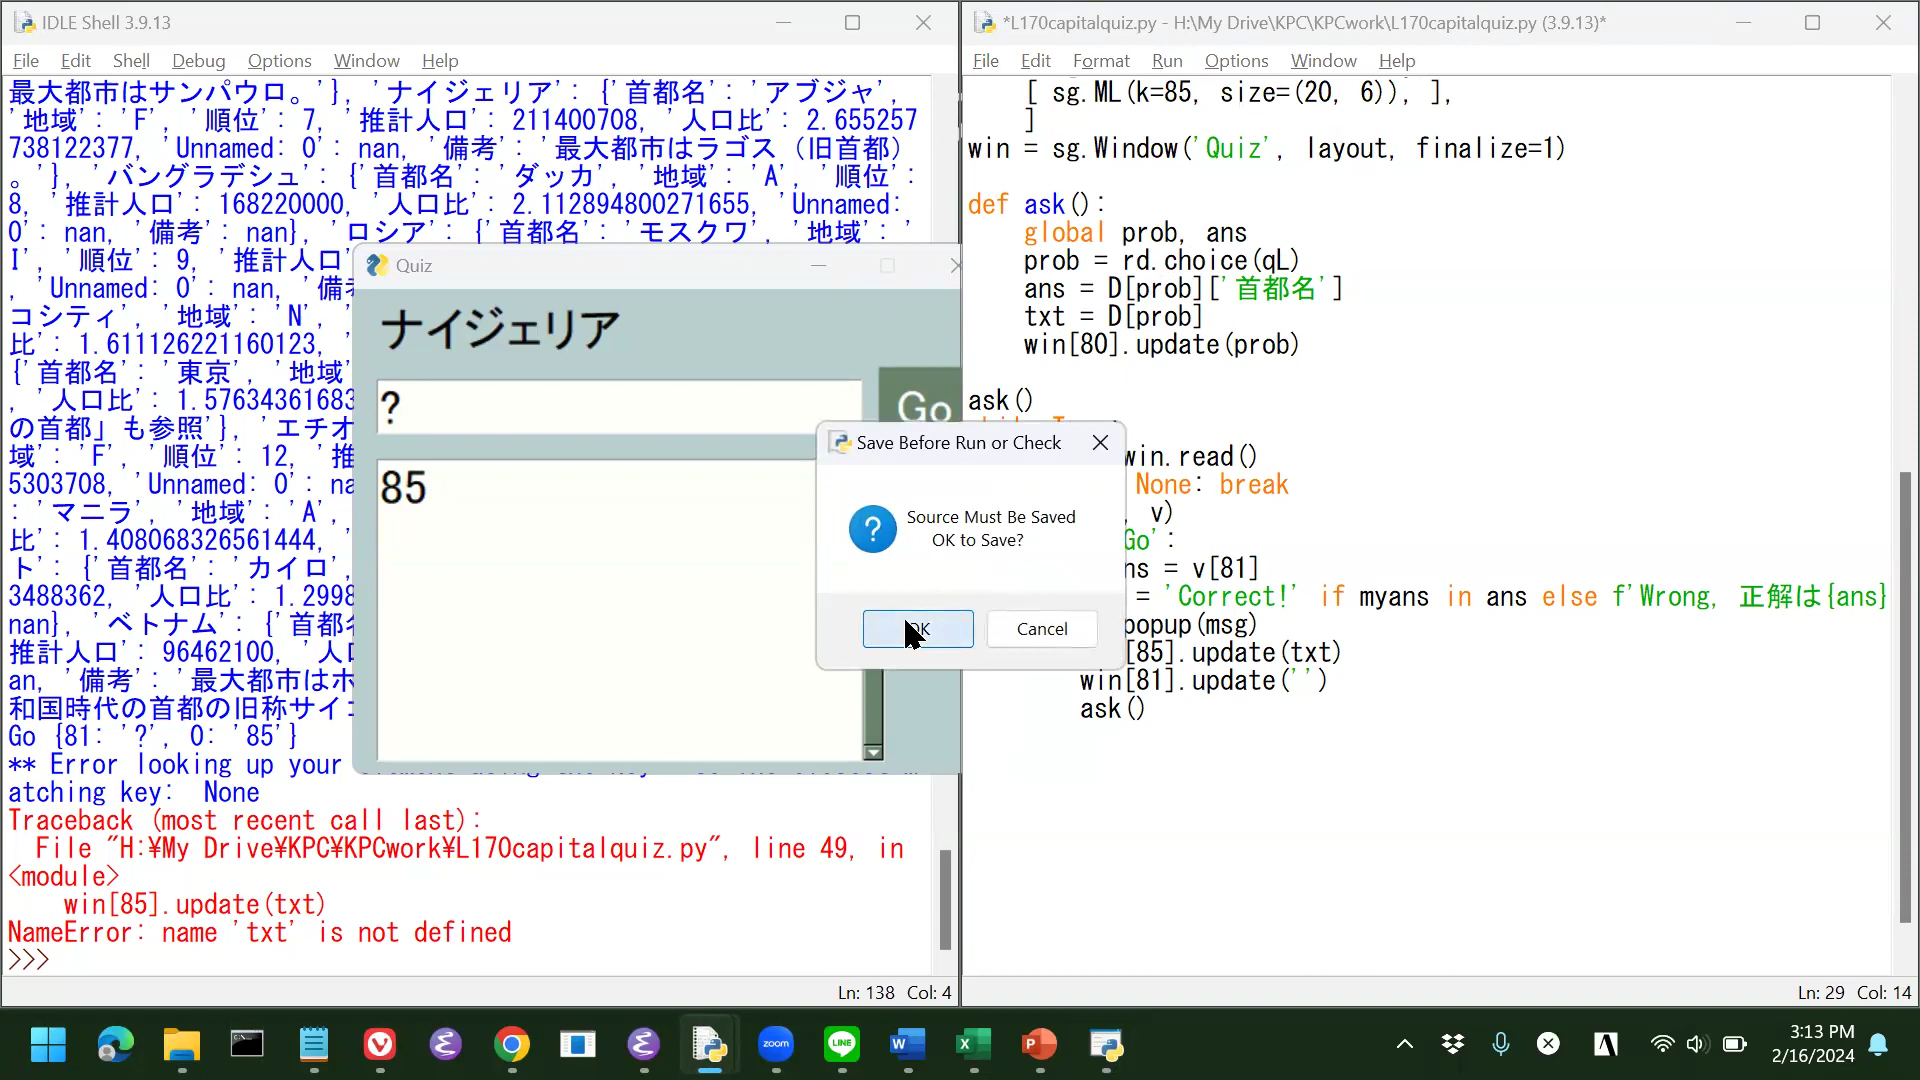 IDLE Shell 3.9.13
File Edit Shell Debug Options Window Help
最大都市はサンパウロ。'}, 'ナイジェリア': {'首都名': 'アブジャ',
'地域': 'F', '順位': 7, '推計人口': 211400708, '人口比': 2.655257
738122377, 'Unnamed: 0': nan, '備考': '最大都市はラゴス（旧首都）
。'}, 'バングラデシュ': {'首都名': 'ダッカ', '地域': 'A', '順位':
8, '推計人口': 168220000, '人口比': 2.112894800271655, 'Unnamed:
0': nan, '備考': nan}, 'ロシア': {'首都名': 'モスクワ', '地域': '
I', '順位': 9, '推計人口'
, 'Unnamed: 0': nan, '備
コシティ', '地域': 'N',
比': 1.611126221160123,
{'首都名': '東京', '地域
, '人口比': 1.5763436168
の首都」も参照'}, 'エチオ
域': 'F', '順位': 12, '推
5303708, 'Unnamed: 0': na
: 'マニラ', '地域': 'A',
比': 1.408068326561444,
ト': {'首都名': 'カイロ',
3488362, '人口比': 1.2998
nan}, 'ベトナム': {'首都
推計人口': 96462100, '人
an, '備考': '最大都市はホ
和国時代の首都の旧称サイ
Go {81: '?', 0: '85'}
** Error looking up your
atching key: None
Traceback (most recent call last):
File "H:¥My Drive¥KPC¥KPCwork¥L170capitalquiz.py", line 49, in
<module>
win[85].update(txt)
NameError: name 'txt' is not defined
>>>
Ln: 138 Col: 4
Quiz
ナイジェリア
?
Go
85
Save Before Run or Check
Source Must Be Saved
OK to Save?
OK
Cancel
*L170capitalquiz.py - H:\My Drive\KPC\KPCwork\L170capitalquiz.py (3.9.13)*
File Edit Format Run Options Window Help
[ sg.ML(k=85, size=(20, 6)), ],
]
win = sg.Window('Quiz', layout, finalize=1)
def ask():
global prob, ans
prob = rd.choice(qL)
ans = D[prob]['首都名']
txt = D[prob]
win[80].update(prob)
ask()
win.read()
None: break
, v)
Go':
ns = v[81]
= 'Correct!' if myans in ans else f'Wrong, 正解は{ans}
popup(msg)
[85].update(txt)
win[81].update('')
ask()
Ln: 29 Col: 14
zoom
LINE
3:13 PM
2/16/2024